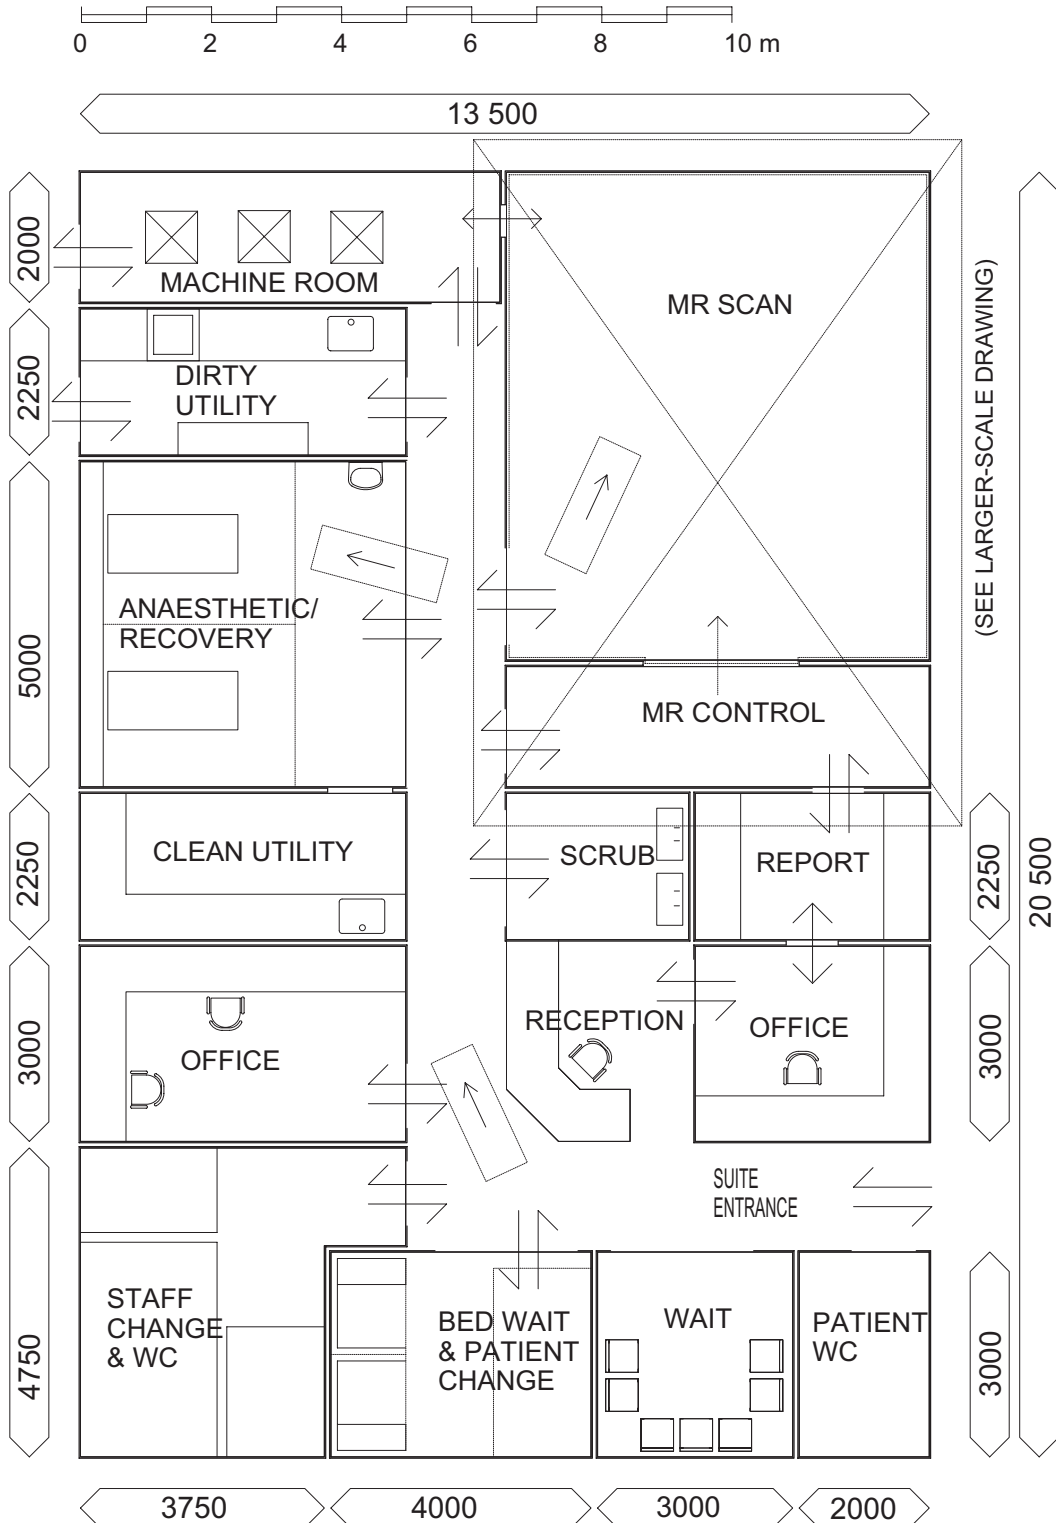 0 2 4 6 8 10 m
13 500
2000
MACHINE ROOM
MR SCAN
(SEE LARGER-SCALE DRAWING)
2250
DIRTY
UTILITY
5000
ANAESTHETIC/
RECOVERY
MR CONTROL
2250
CLEAN UTILITY
SCRUB
REPORT
2250
20 500
3000
OFFICE
RECEPTION
OFFICE
3000
SUITE
ENTRANCE
4750
STAFF
CHANGE
& WC
BED WAIT
& PATIENT
CHANGE
WAIT
PATIENT
WC
3000
3750
4000
3000
2000